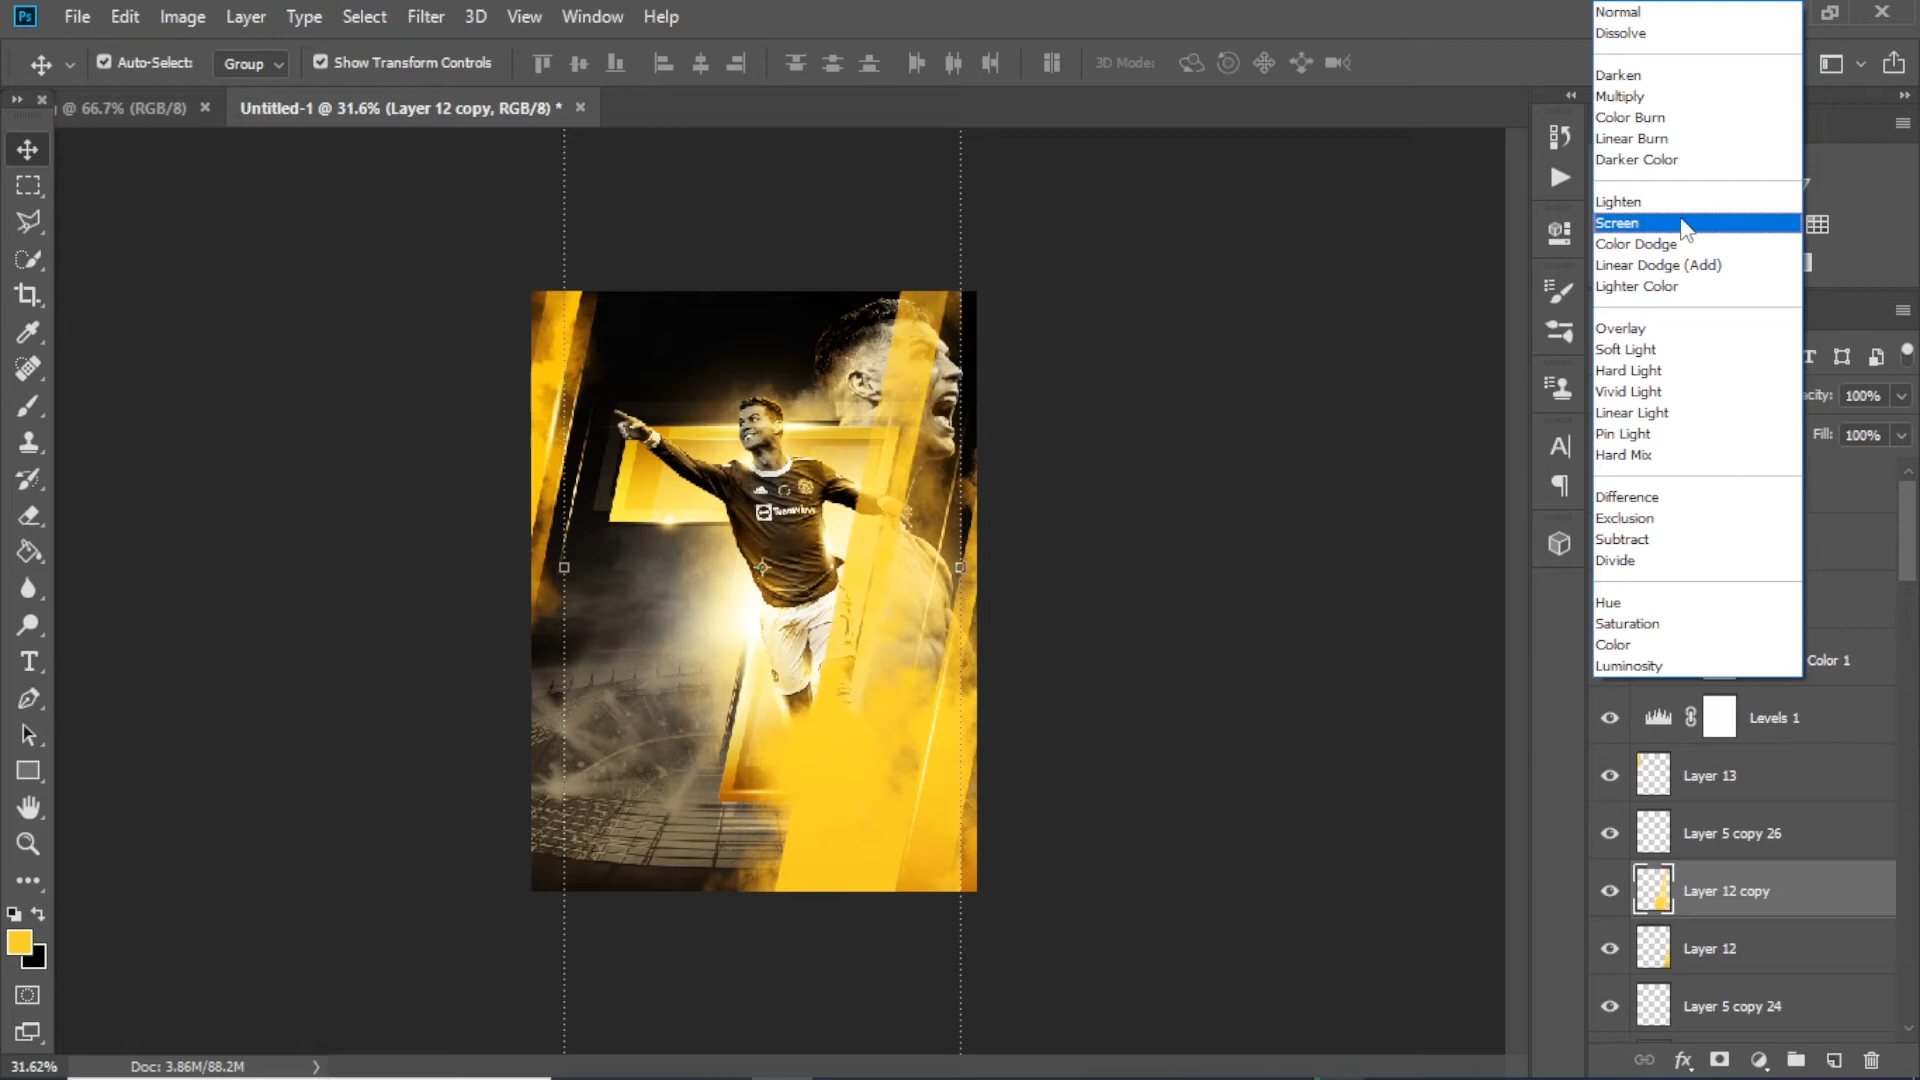 Ps File Edit Image Layer Type Select Filter 3D View Window Help
Auto-Select: Group Show Transform Controls 3D Mode:
@ 66.7% (RGB/8) × Untitled-1 @ 31.6% (Layer 12 copy, RGB/8) * ×
Normal
Dissolve
Darken
Multiply
Color Burn
Linear Burn
Darker Color
Lighten
Screen
Color Dodge
Linear Dodge (Add)
Lighter Color
Overlay
Soft Light
Hard Light
Vivid Light
Linear Light
Pin Light
Hard Mix
Difference
Exclusion
Subtract
Divide
Hue
Saturation
Color
Luminosity
acity: 100%
Fill: 100%
Color 1
Levels 1
Layer 13
Layer 5 copy 26
Layer 12 copy
Layer 12
Layer 5 copy 24
TeamViewer
31.62% Doc: 3.86M/88.2M